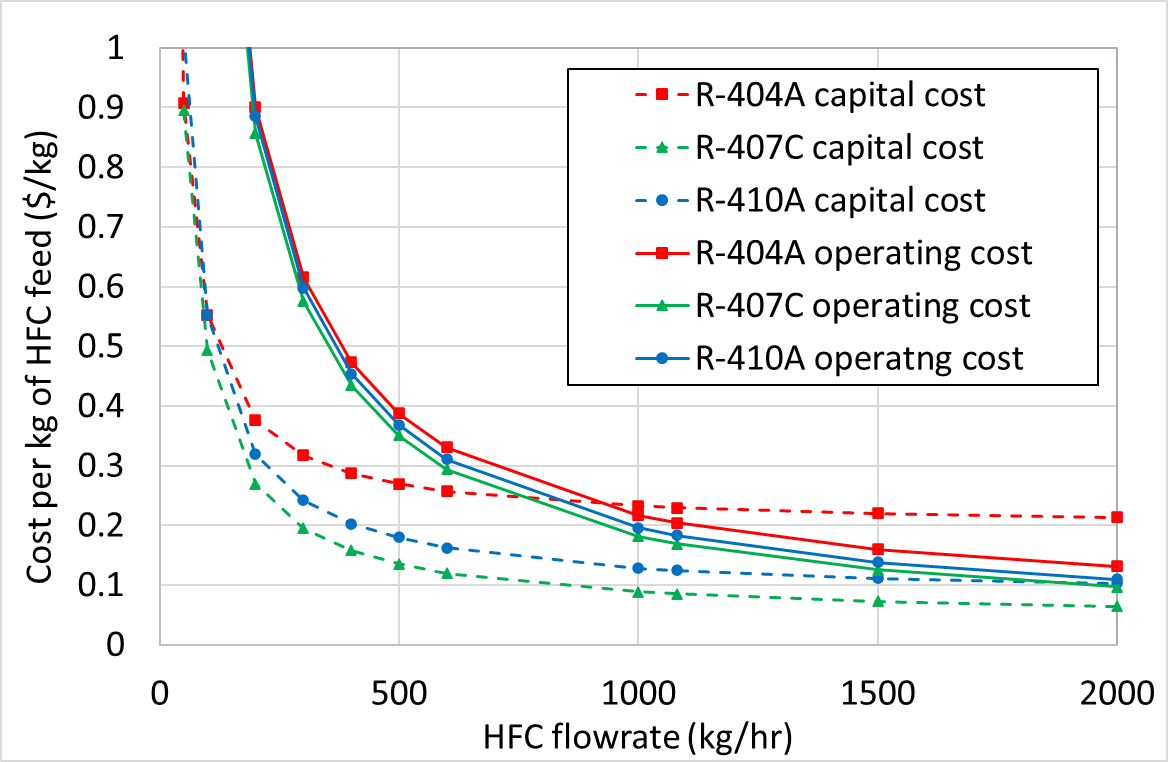 Cost per kg of HFC feed ($/kg)
1
0.9
0.8
0.7
0.6
0.5
0.4
0.3
0.2
0.1
0
R-404A capital cost
R-407C capital cost
R-410A capital cost
R-404A operating cost
R-407C operating cost
R-410A operatng cost
0 500 1000 1500 2000
HFC flowrate (kg/hr)